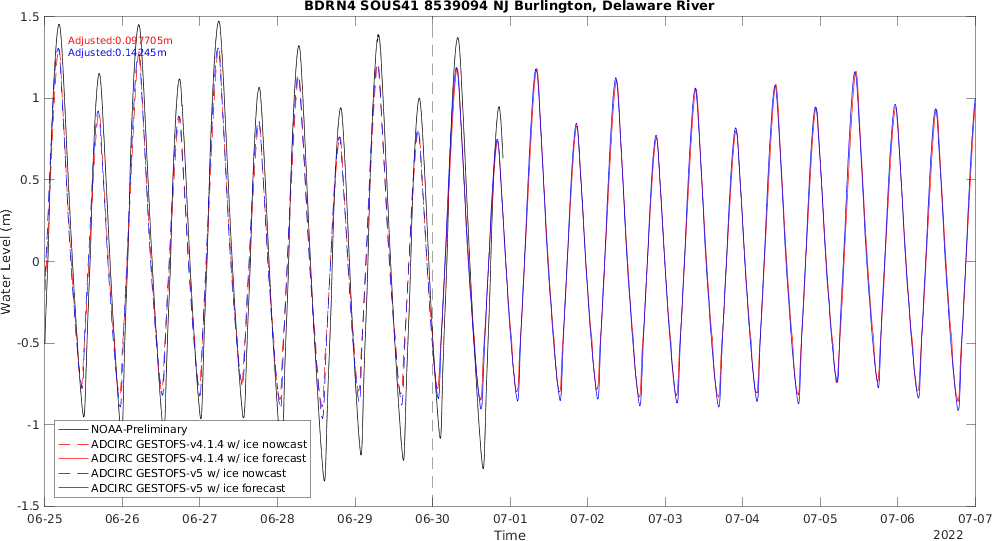 BDRN4 SOUS41 8539094 NJ Burlington, Delaware River
1.5
Adjusted:0.097705m
Adjusted:0.14245m
1
0.5
0
-0.5
-1
-1.5
Water Level (m)
NOAA-Preliminary
ADCIRC GESTOFS-v4.1.4 w/ ice nowcast
ADCIRC GESTOFS-v4.1.4 w/ ice forecast
ADCIRC GESTOFS-v5 w/ ice nowcast
ADCIRC GESTOFS-v5 w/ ice forecast
06-25 06-26 06-27 06-28 06-29 06-30 07-01 07-02 07-03 07-04 07-05 07-06 07-07
Time
2022